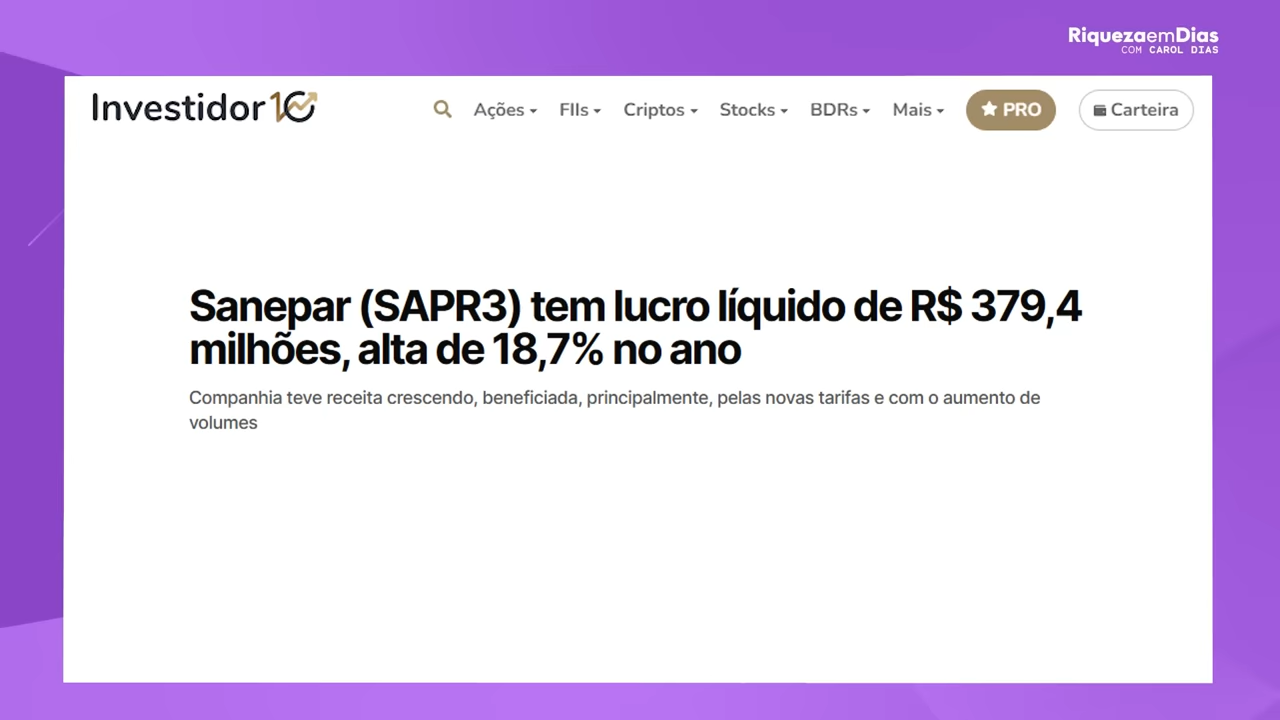 RiquezaemDias
COM CAROL DIAS
Investidor10
Ações
FIIs
Criptos
Stocks
BDRs
Mais
PRO
Carteira
Sanepar (SAPR3) tem lucro líquido de R$ 379,4
milhões, alta de 18,7% no ano
Companhia teve receita crescendo, beneficiada, principalmente, pelas novas tarifas e com o aumento de
volumes